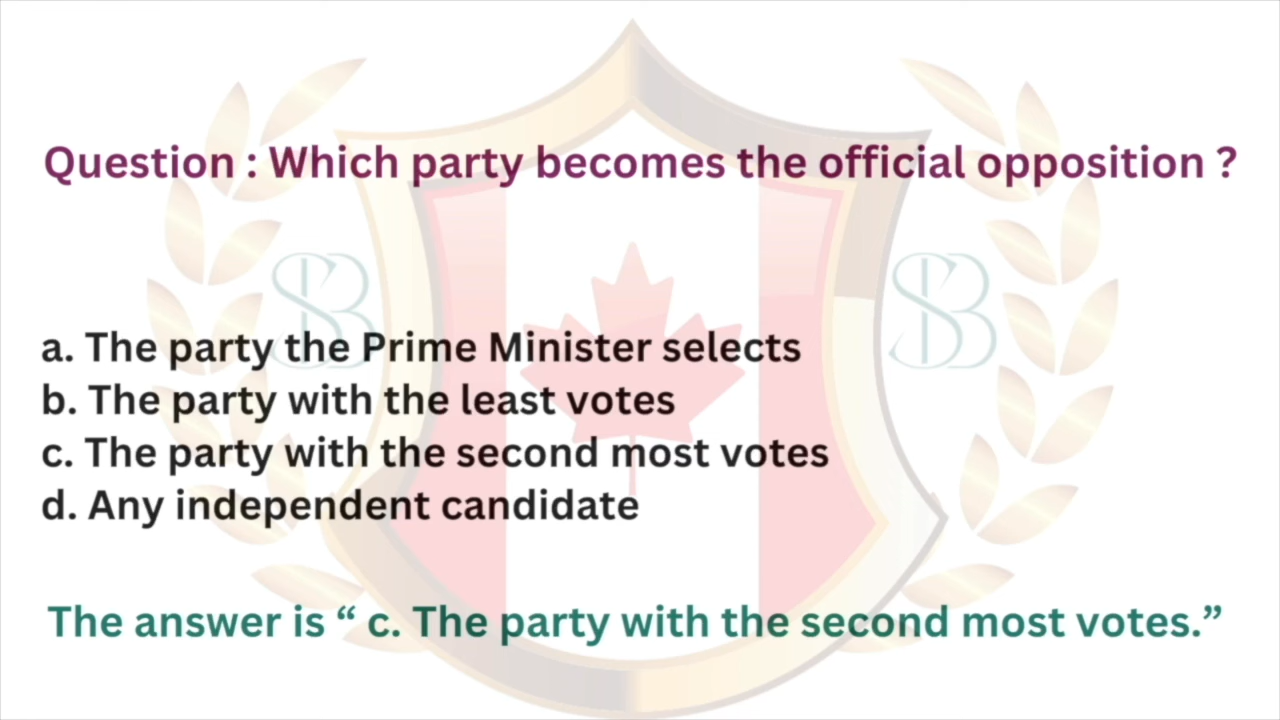 Question : Which party becomes the official opposition ?
SB SB
a. The party the Prime Minister selects
b. The party with the least votes
c. The party with the second most votes
d. Any independent candidate
The answer is “ c. The party with the second most votes.”